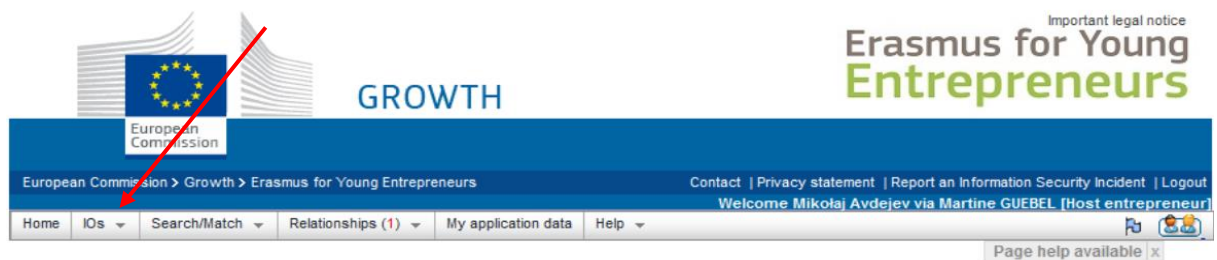 Important legal notice
Erasmus for Young
Entrepreneurs
GROWTH
European
Commission
European Commission > Growth > Erasmus for Young Entrepreneurs
Contact | Privacy statement | Report an Information Security Incident | Logout
Welcome Mikołaj Avdejev via Martine GUEBEL [Host entrepreneur]
Home IOs Search/Match Relationships (1) My application data Help
Page help available x